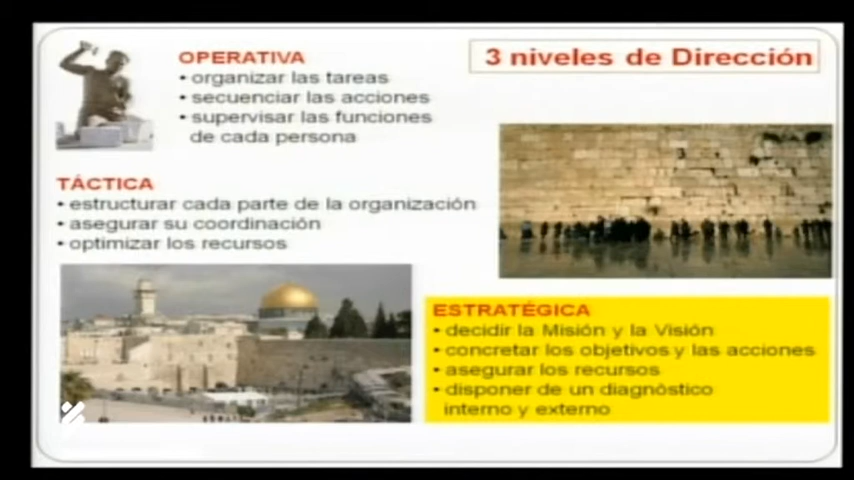 3 niveles de Dirección
OPERATIVA
• organizar las tareas
• secuenciar las acciones
• supervisar las funciones
de cada persona
TÁCTICA
• estructurar cada parte de la organización
• asegurar su coordinación
• optimizar los recursos
ESTRATÉGICA
• decidir la Misión y la Visión
• concretar los objetivos y las acciones
• asegurar los recursos
• disponer de un diagnóstico
interno y externo